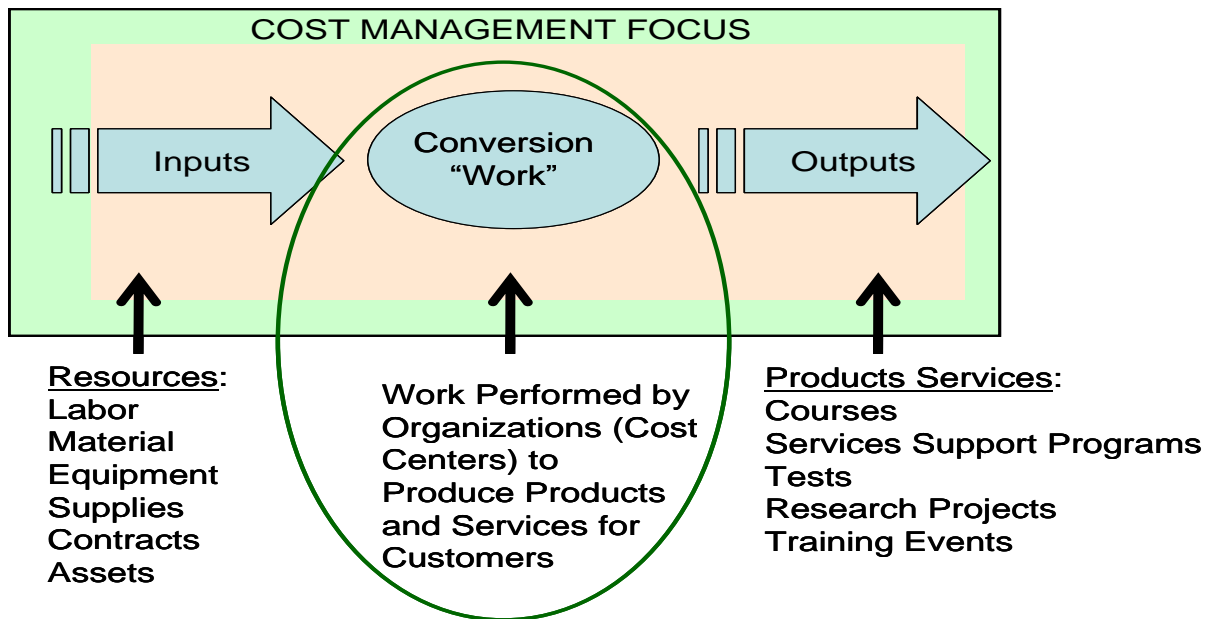 COST MANAGEMENT FOCUS
Inputs
Conversion
“Work”
Outputs
Resources:
Labor
Material
Equipment
Supplies
Contracts
Assets
Work Performed by
Organizations (Cost
Centers) to
Produce Products
and Services for
Customers
Products Services:
Courses
Services Support Programs
Tests
Research Projects
Training Events